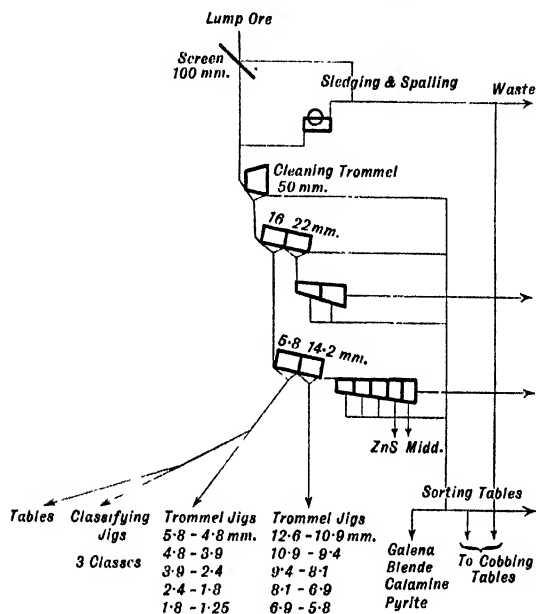 Lump Ore
Screen
100 mm.
Sledging & Spalling
Waste
Cleaning Trommel
50 mm.
16 22 mm.
5·8 14·2 mm.
ZnS Midd.
Sorting Tables
Tables
Classifying
Jigs
3 Classes
Trommel Jigs
5·8 - 4·8 mm.
4·8 - 3·9
3·9 - 2·4
2·4 - 1·8
1·8 - 1·25
Trommel Jigs
12·6 - 10·9 mm.
10·9 - 9·4
9·4 - 8·1
8·1 - 6·9
6·9 - 5·8
Galena
Blende
Calamine
Pyrite
To Cobbing
Tables